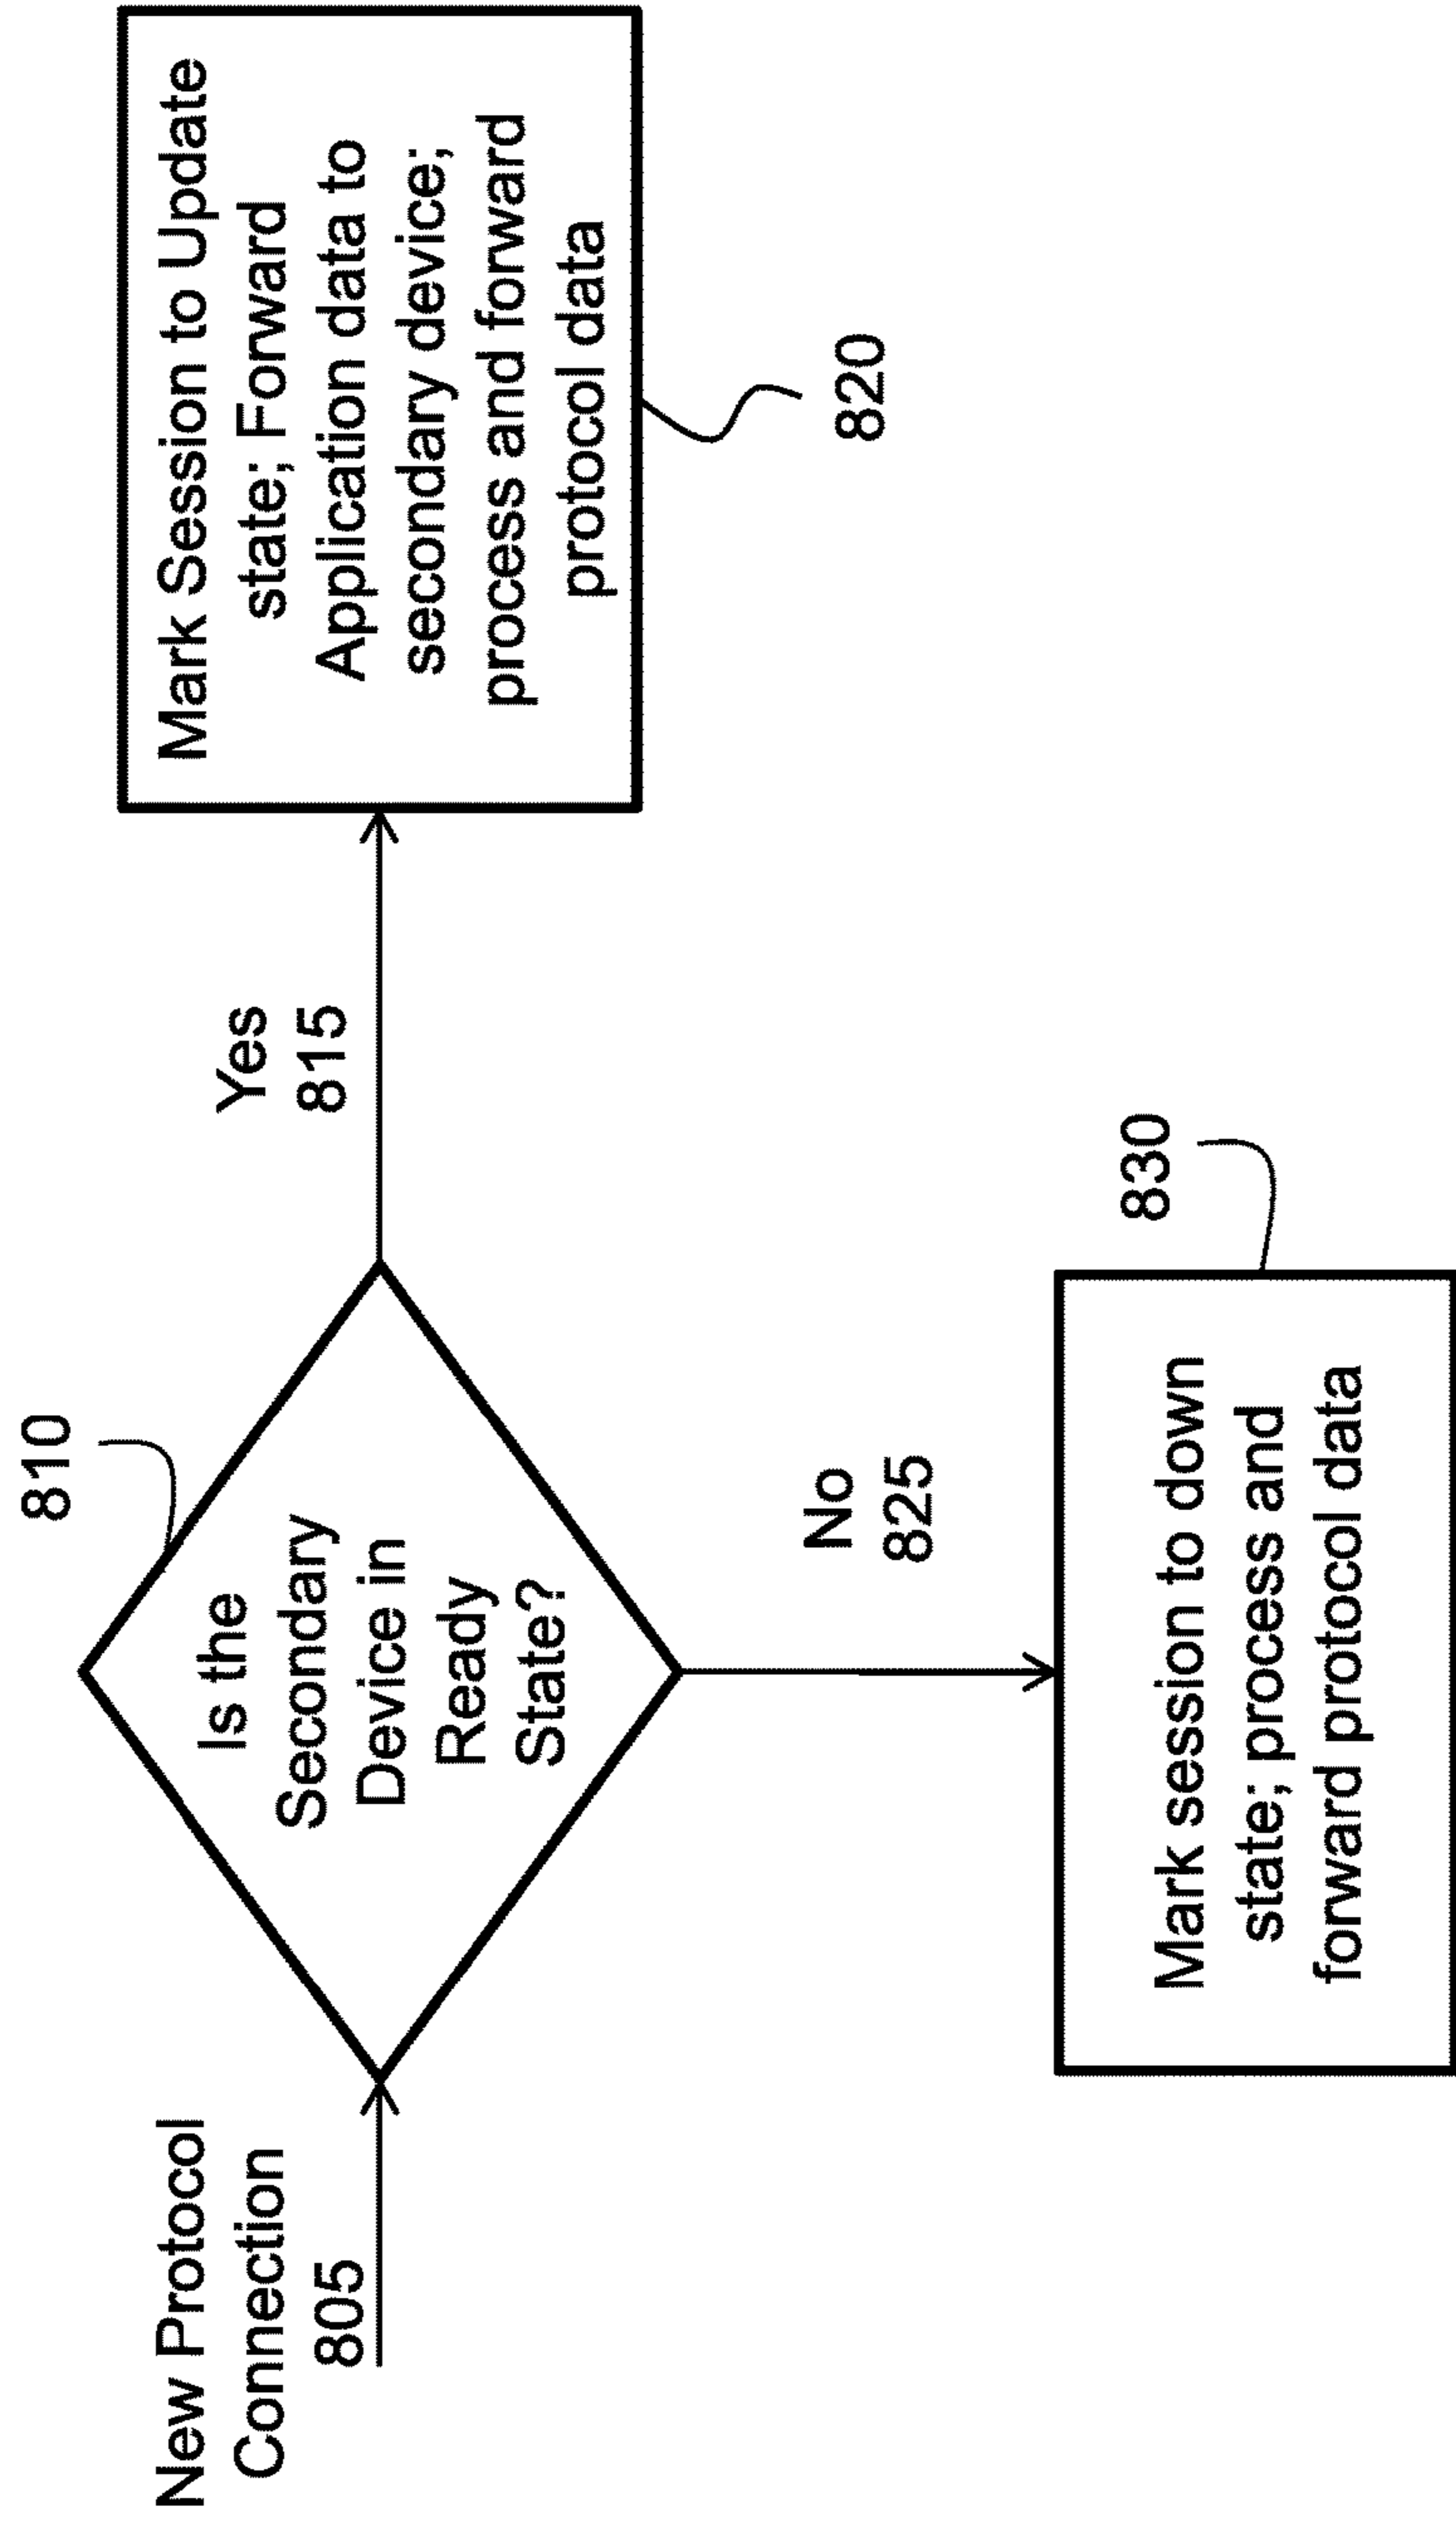 New Protocol
Connection
805
810
Is the
Secondary
Device in
Ready
State?
Yes
815
Mark Session to Update
state; Forward
Application data to
secondary device;
process and forward
protocol data
820
No
825
830
Mark session to down
state; process and
forward protocol data